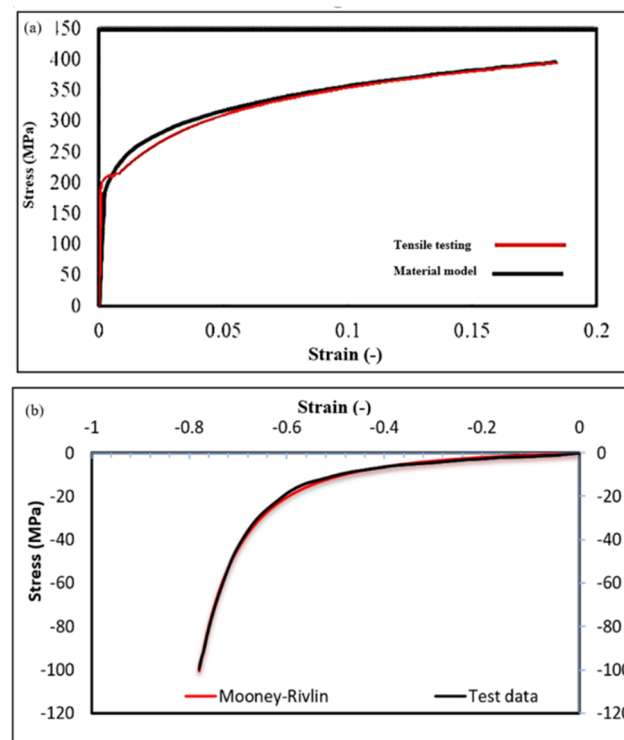 (a)
450
400
350
300
250
200
150
100
50
0
Stress (MPa)
Tensile testing
Material model
0 0.05 0.1 0.15 0.2
Strain (-)
(b)
Strain (-)
-1 -0.8 -0.6 -0.4 -0.2 0
0 0
-20 -20
-40 -40
-60 -60
-80 -80
-100 -100
-120 -120
Stress (MPa)
Mooney-Rivlin Test data